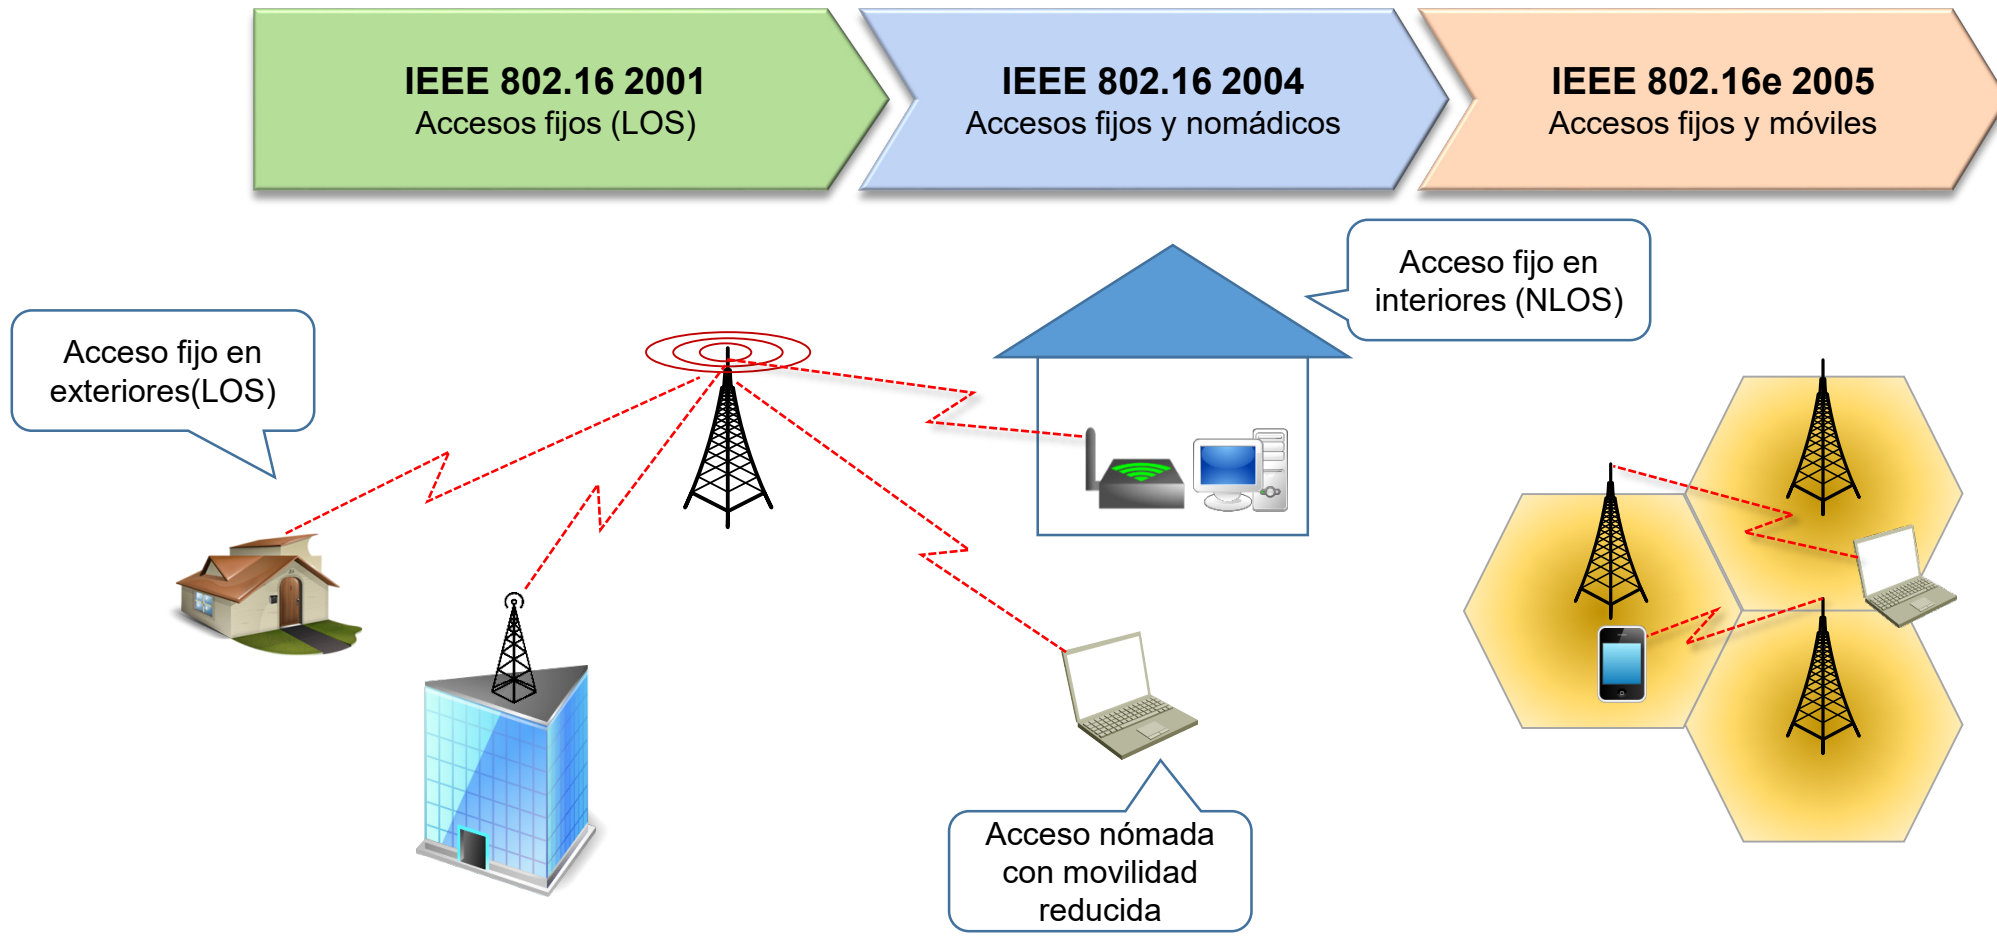 IEEE 802.16 2001
Accesos fijos (LOS)
IEEE 802.16 2004
Accesos fijos y nomádicos
IEEE 802.16e 2005
Accesos fijos y móviles
Acceso fijo en
exteriores(LOS)
Acceso fijo en
interiores (NLOS)
Acceso nómada
con movilidad
reducida